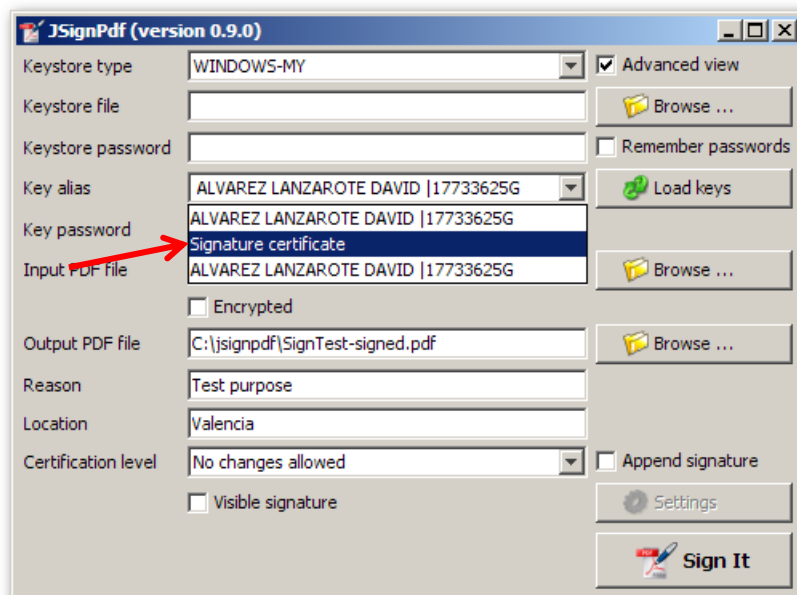 JSignPdf (version 0.9.0)
Keystore type WINDOWS-MY Advanced view
Keystore file Browse ...
Keystore password Remember passwords
Key alias ALVAREZ LANZAROTE DAVID |17733625G Load keys
ALVAREZ LANZAROTE DAVID |17733625G
Key password
Signature certificate
Input PDF file ALVAREZ LANZAROTE DAVID |17733625G Browse ...
Encrypted
Output PDF file C:\jsignpdf\SignTest-signed.pdf Browse ...
Reason Test purpose
Location Valencia
Certification level No changes allowed Append signature
Visible signature Settings
Sign It